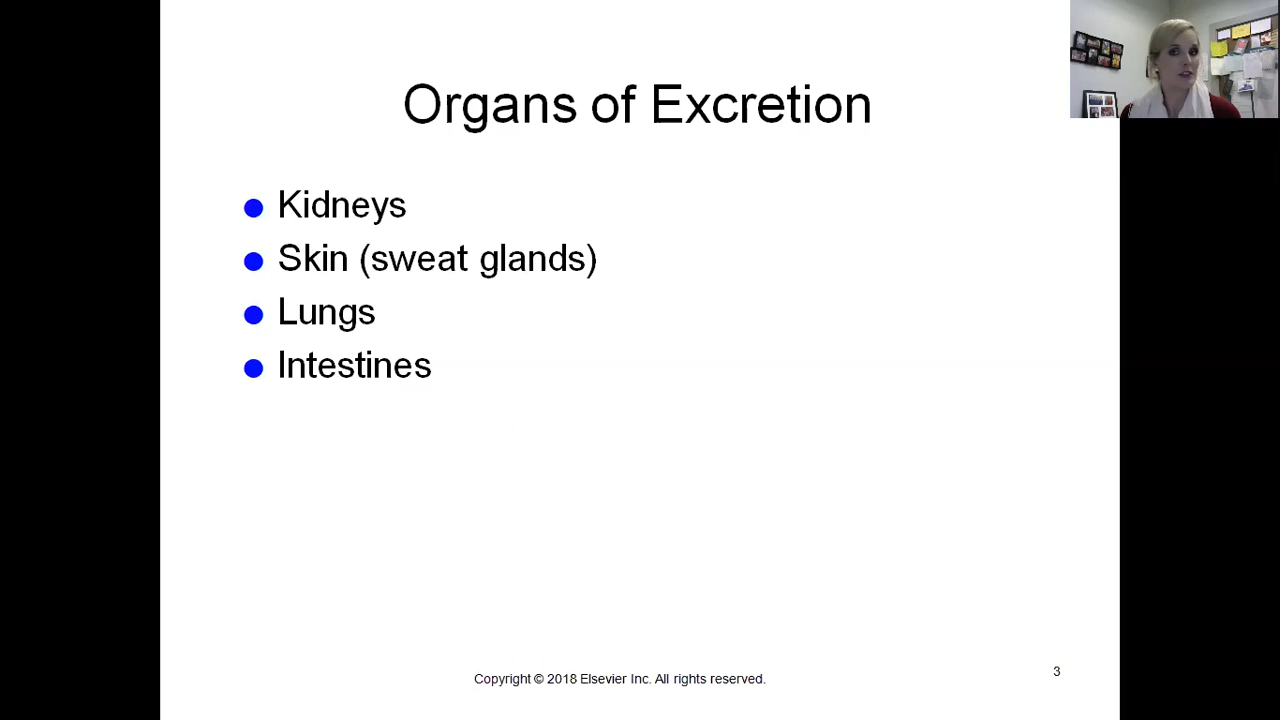 Organs of Excretion
Kidneys
Skin (sweat glands)
Lungs
Intestines
Copyright © 2018 Elsevier Inc. All rights reserved.
3